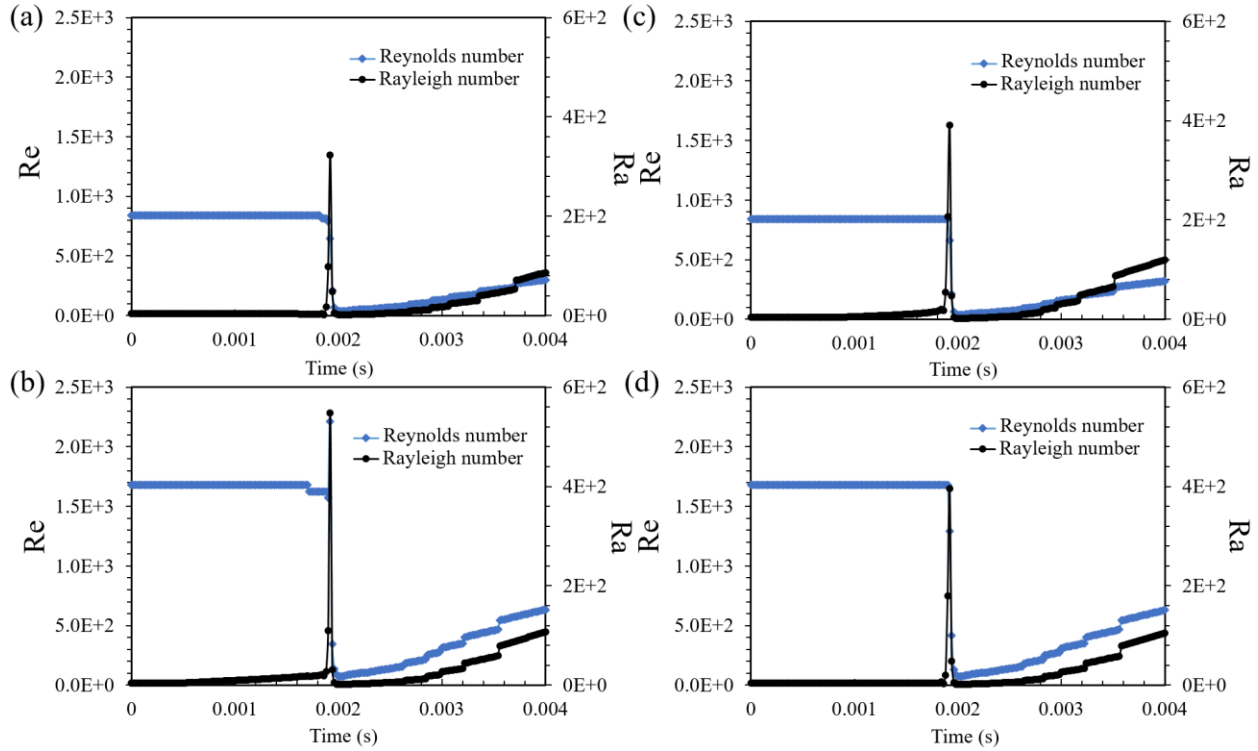 (a)
2.5E+3
2.0E+3
1.5E+3
1.0E+3
5.0E+2
0.0E+0
Re
6E+2
4E+2
2E+2
0E+0
Ra
Reynolds number
Rayleigh number
0 0.001 0.002 0.003 0.004
Time (s)
(c)
2.5E+3
2.0E+3
1.5E+3
1.0E+3
5.0E+2
0.0E+0
Re
6E+2
4E+2
2E+2
0E+0
Ra
Reynolds number
Rayleigh number
0 0.001 0.002 0.003 0.004
Time (s)
(b)
2.5E+3
2.0E+3
1.5E+3
1.0E+3
5.0E+2
0.0E+0
Re
6E+2
4E+2
2E+2
0E+0
Ra
Reynolds number
Rayleigh number
0 0.001 0.002 0.003 0.004
Time (s)
(d)
2.5E+3
2.0E+3
1.5E+3
1.0E+3
5.0E+2
0.0E+0
Re
6E+2
4E+2
2E+2
0E+0
Ra
Reynolds number
Rayleigh number
0 0.001 0.002 0.003 0.004
Time (s)